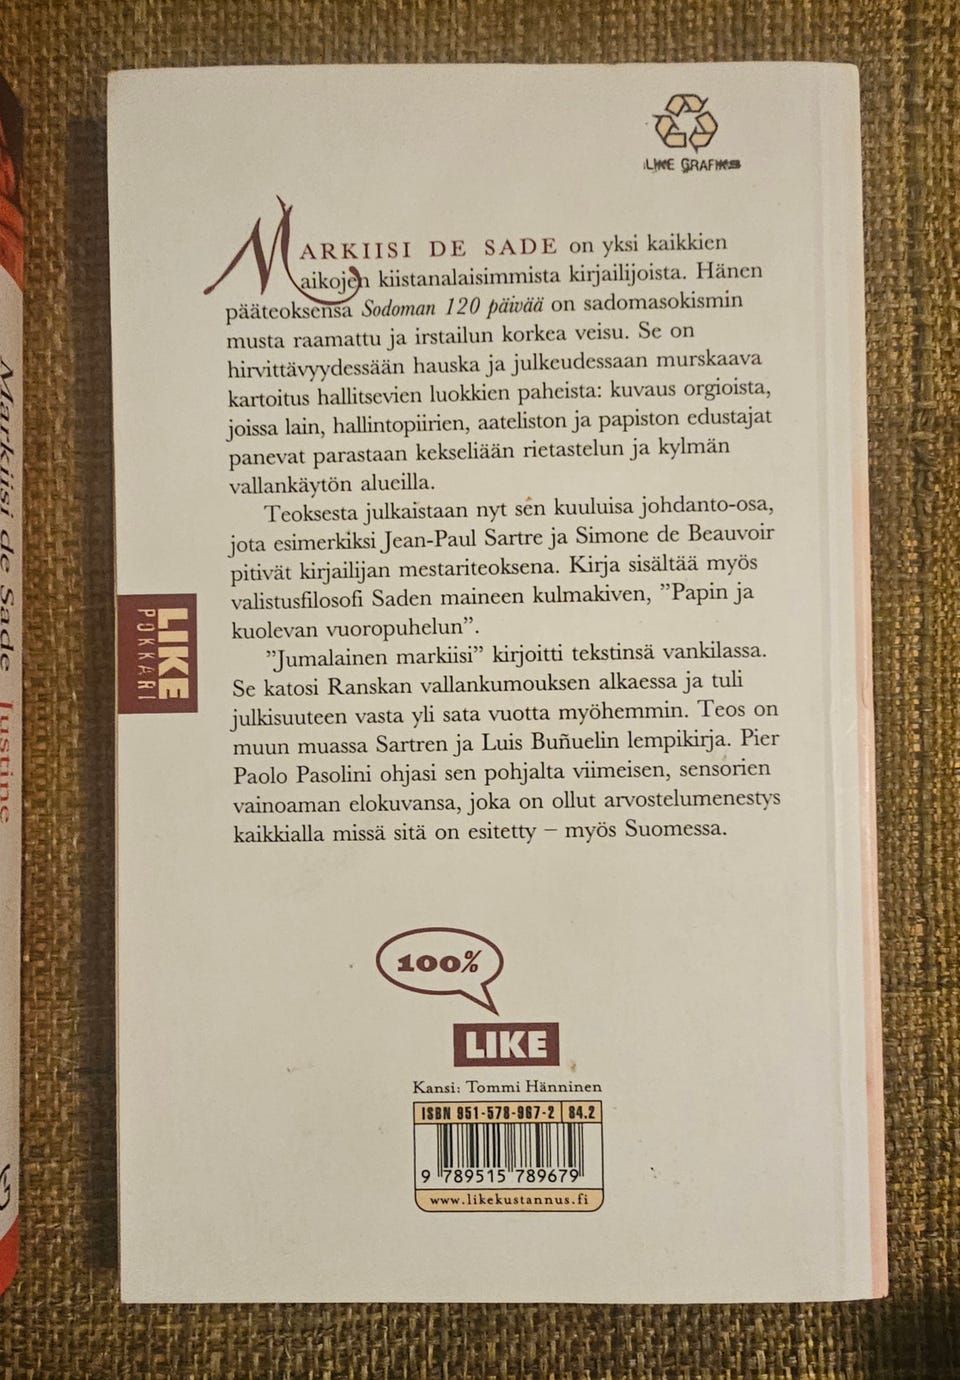 LIKE GRAFIKS
MARKIISI DE SADE on yksi kaikkien
aikojen kiistanalaisimmista kirjailijoista. Hänen
pääteoksensa Sodoman 120 päivää on sadomasokismin
musta raamattu ja irstailun korkea veisu. Se on
hirvittävyydessään hauska ja julkeudessaan murskaava
kartoitus hallitsevien luokkien paheista: kuvaus orgioista,
joissa lain, hallintopiirien, aateliston ja papiston edustajat
panevat parastaan kekseliään rietastelun ja kylmän
vallankäytön alueilla.
Teoksesta julkaistaan nyt sen kuuluisa johdanto-osa,
jota esimerkiksi Jean-Paul Sartre ja Simone de Beauvoir
pitivät kirjailijan mestariteoksena. Kirja sisältää myös
valistusfilosofi Saden maineen kulmakiven, ”Papin ja
kuolevan vuoropuhelun”.
”Jumalainen markiisi” kirjoitti tekstinsä vankilassa.
Se katosi Ranskan vallankumouksen alkaessa ja tuli
julkisuuteen vasta yli sata vuotta myöhemmin. Teos on
muun muassa Sartren ja Luis Buñuelin lempikirja. Pier
Paolo Pasolini ohjasi sen pohjalta viimeisen, sensorien
vainoaman elokuvansa, joka on ollut arvostelumenestys
kaikkialla missä sitä on esitetty – myös Suomessa.
LIKE
POKKARI
100%
LIKE
Kansi: Tommi Hänninen
ISBN 951-578-967-2 84.2
9 789515 789679
www.likekustannus.fi
Markiisi de Sade Justine